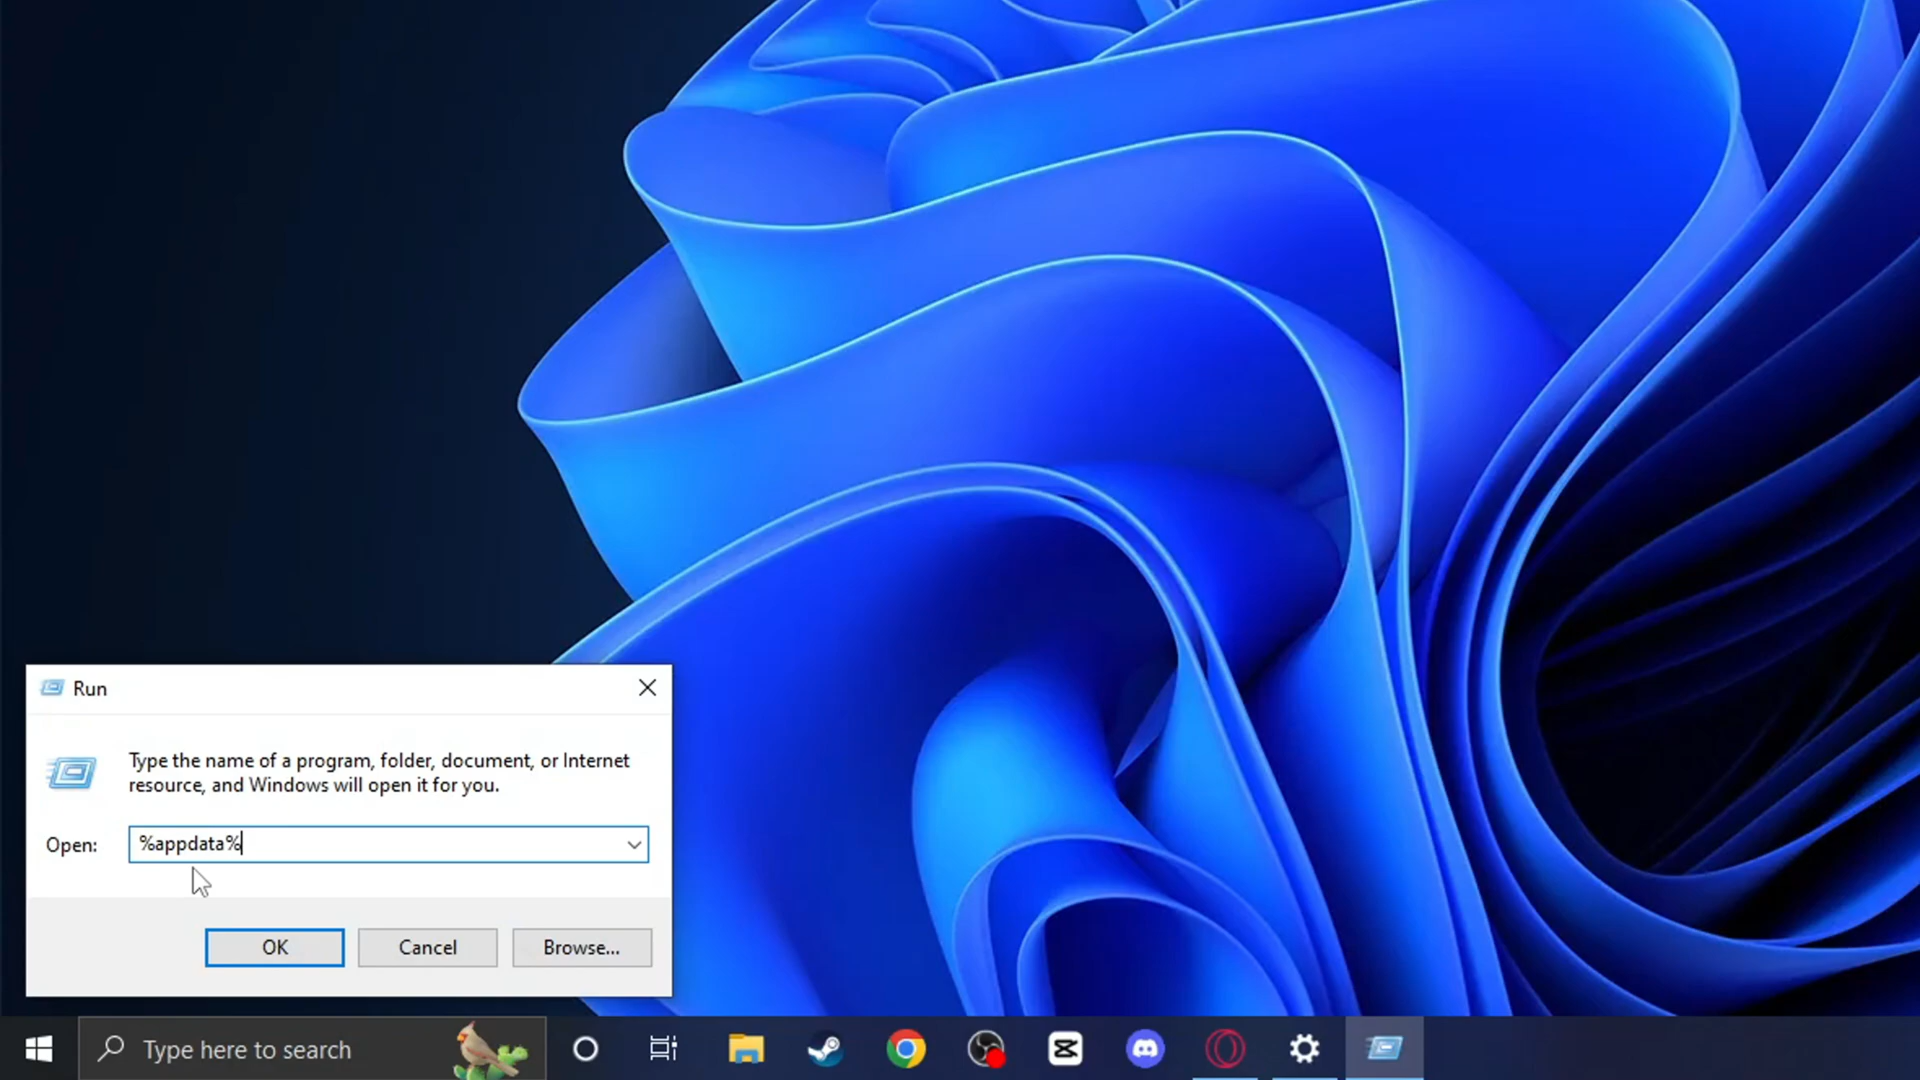 Run
Type the name of a program, folder, document, or Internet
resource, and Windows will open it for you.
Open: %appdata%
OK Cancel Browse...
Type here to search